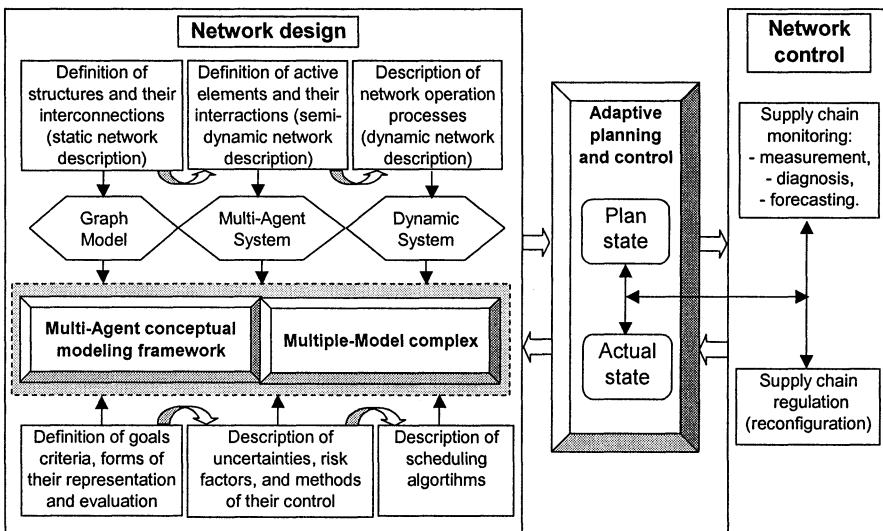 Network design
Definition of
structures and their
interconnections
(static network
description)
Definition of active
elements and their
interractions (semi-
dynamic network
description)
Description of
network operation
processes
(dynamic network
description)
Graph
Model
Multi-Agent
System
Dynamic
System
Multi-Agent conceptual
modeling framework
Multiple-Model complex
Definition of goals
criteria, forms of
their representation
and evaluation
Description of
uncertainties, risk
factors, and methods
of their control
Description of
scheduling
algortihms
Adaptive
planning
and control
Plan
state
Actual
state
Network
control
Supply chain
monitoring:
- measurement,
- diagnosis,
- forecasting.
Supply chain
regulation
(reconfiguration)